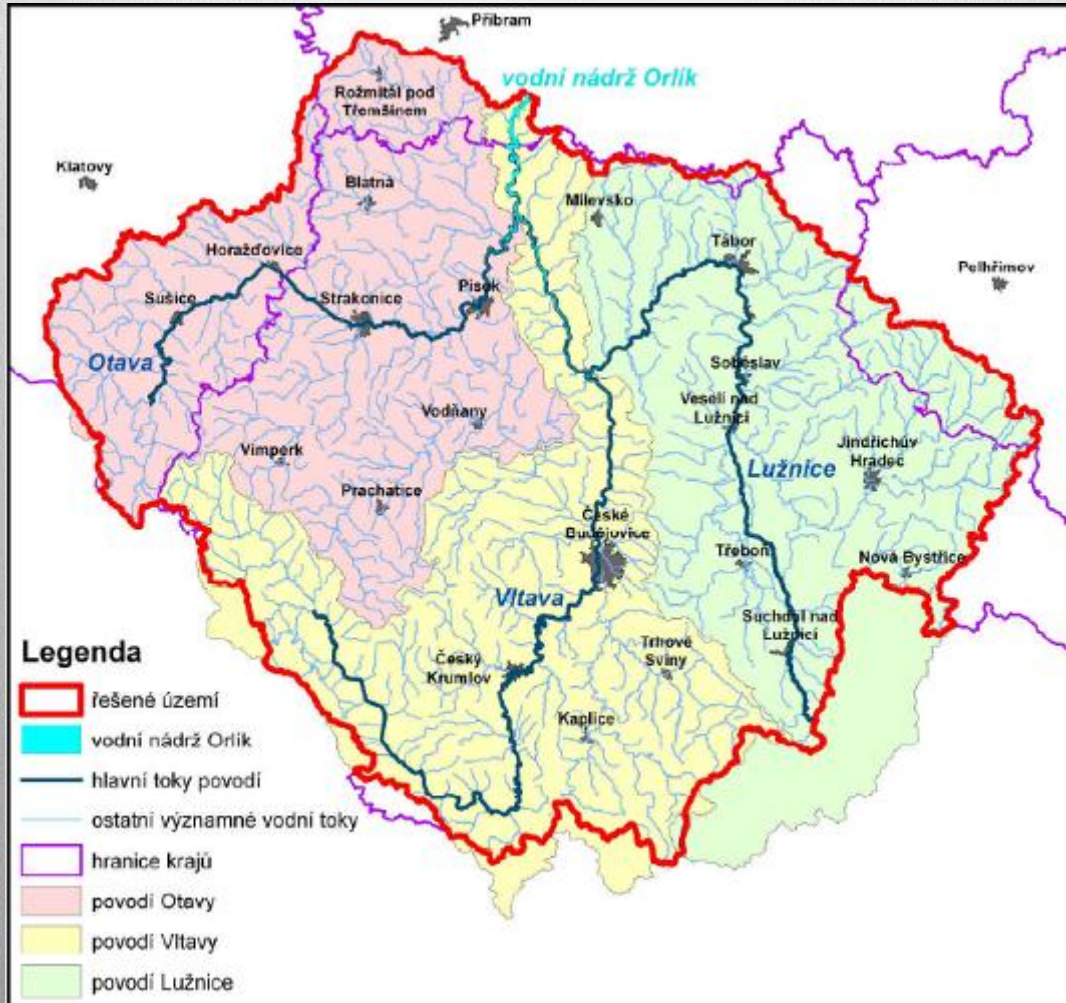 Příbram
vodní nádrž Orlík
Rožmitál pod
Třemšínem
Klatovy
Blatná
Milevsko
Tábor
Pelhřimov
Horažďovice
Sušice
Strakonice
Písek
Otava
Soběslav
Veselí nad
Lužnicí
Vodňany
Vimperk
Jindřichův
Hradec
Lužnice
Prachatice
České
Budějovice
Třeboň
Nová Bystřice
Vltava
Suchdol nad
Lužnicí
Trhové
Sviny
Český
Krumlov
Kaplice
Legenda
řešené území
vodní nádrž Orlík
hlavní toky povodí
ostatní významné vodní toky
hranice krajů
povodí Otavy
povodí Vltavy
povodí Lužnice